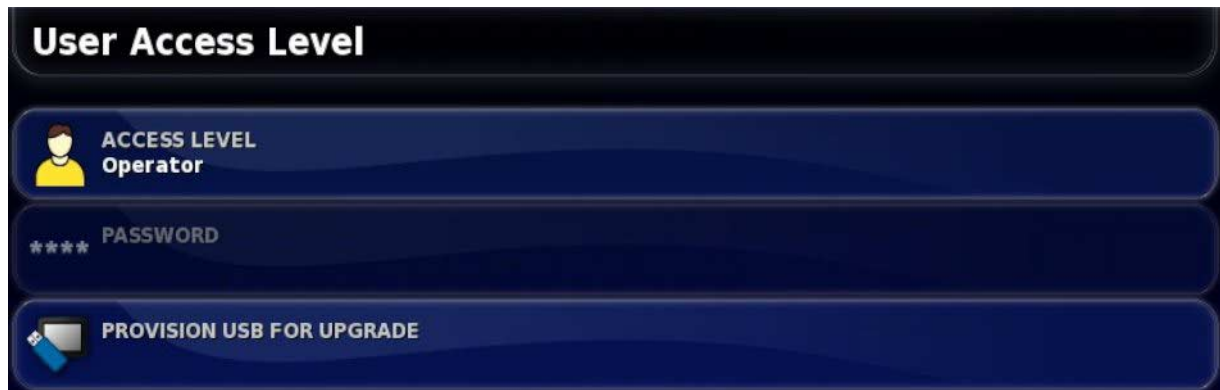 User Access Level
ACCESS LEVEL
Operator
**** PASSWORD
PROVISION USB FOR UPGRADE